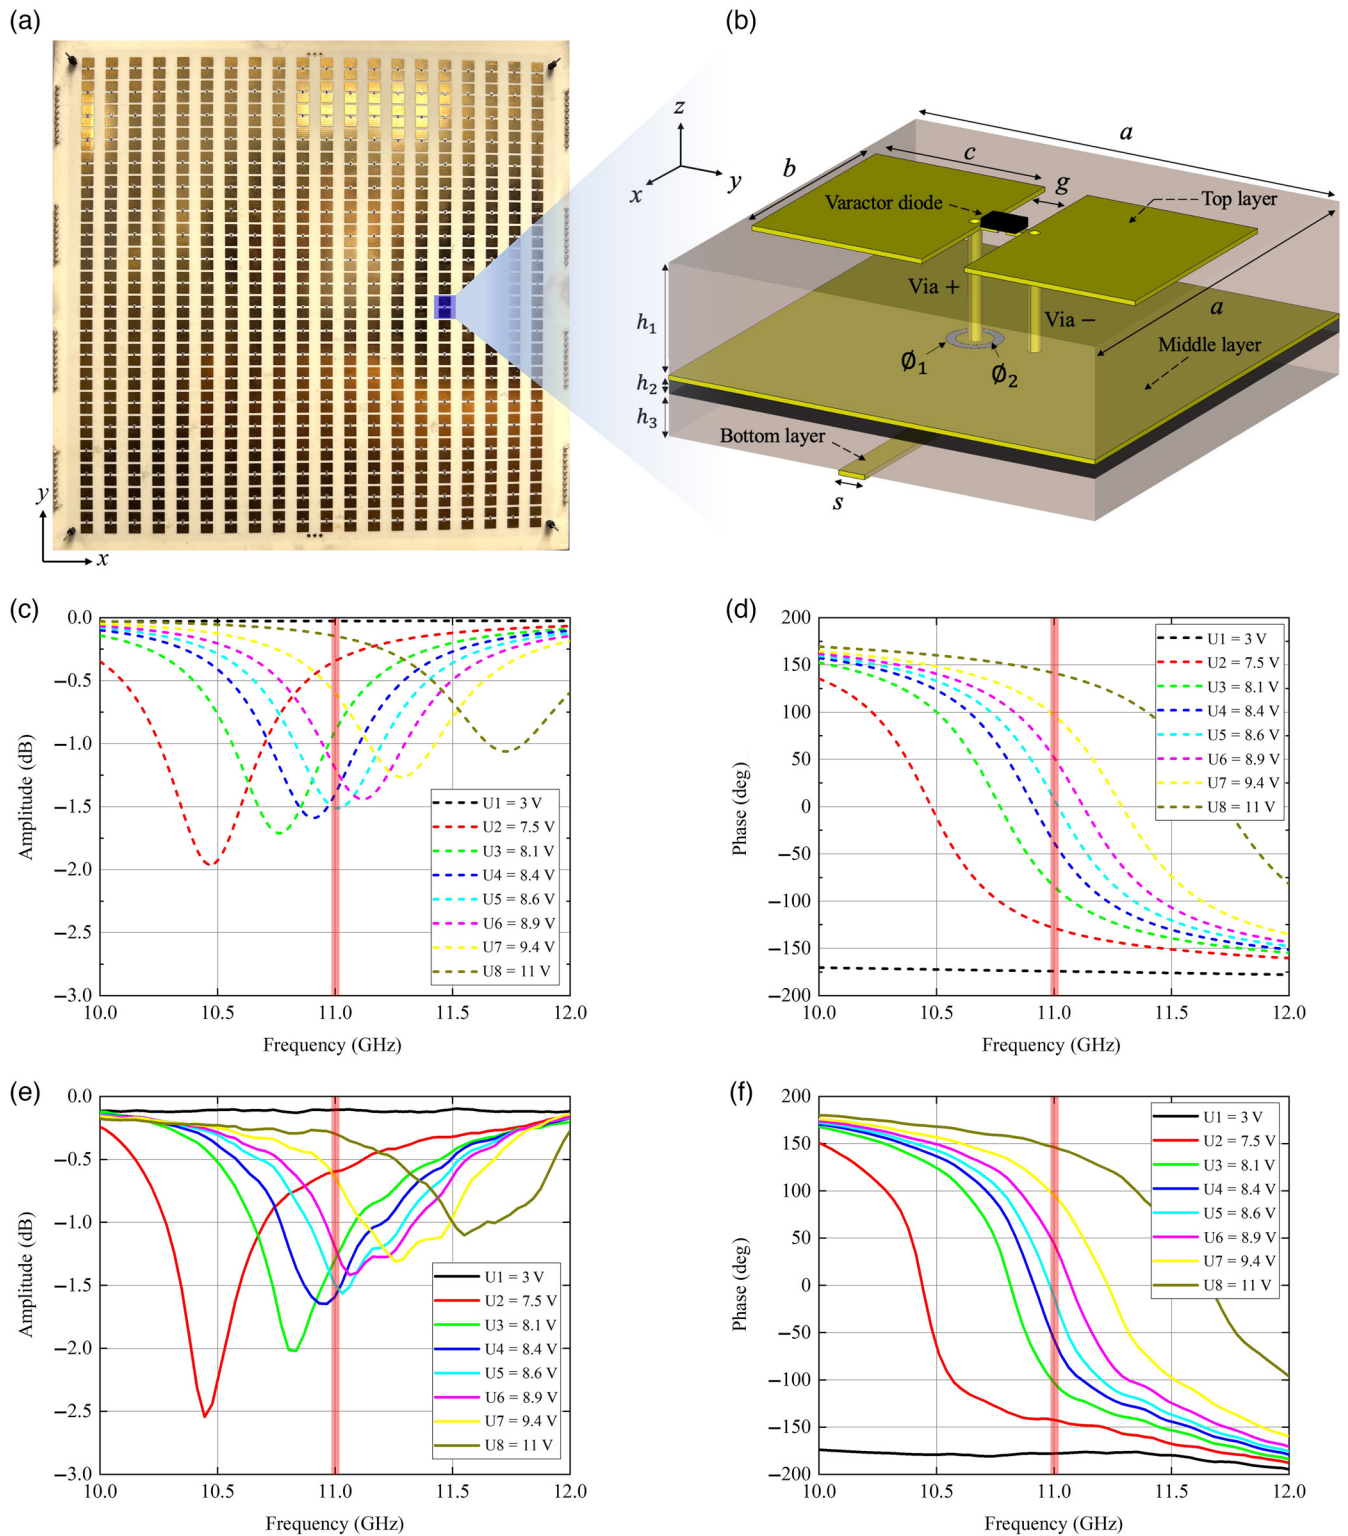 (a)
y
x
(b)
z
x
y
a
b
c
g
Varactor diode
Top layer
Via +
Via −
a
h1
h2
h3
∅1
∅2
Middle layer
Bottom layer
s
(c)
Amplitude (dB)
0.0
−0.5
−1.0
−1.5
−2.0
−2.5
−3.0
U1 = 3 V
U2 = 7.5 V
U3 = 8.1 V
U4 = 8.4 V
U5 = 8.6 V
U6 = 8.9 V
U7 = 9.4 V
U8 = 11 V
10.0 10.5 11.0 11.5 12.0
Frequency (GHz)
(d)
Phase (deg)
200
150
100
50
0
−50
−100
−150
−200
U1 = 3 V
U2 = 7.5 V
U3 = 8.1 V
U4 = 8.4 V
U5 = 8.6 V
U6 = 8.9 V
U7 = 9.4 V
U8 = 11 V
10.0 10.5 11.0 11.5 12.0
Frequency (GHz)
(e)
Amplitude (dB)
0.0
−0.5
−1.0
−1.5
−2.0
−2.5
−3.0
U1 = 3 V
U2 = 7.5 V
U3 = 8.1 V
U4 = 8.4 V
U5 = 8.6 V
U6 = 8.9 V
U7 = 9.4 V
U8 = 11 V
10.0 10.5 11.0 11.5 12.0
Frequency (GHz)
(f)
Phase (deg)
200
150
100
50
0
−50
−100
−150
−200
U1 = 3 V
U2 = 7.5 V
U3 = 8.1 V
U4 = 8.4 V
U5 = 8.6 V
U6 = 8.9 V
U7 = 9.4 V
U8 = 11 V
10.0 10.5 11.0 11.5 12.0
Frequency (GHz)